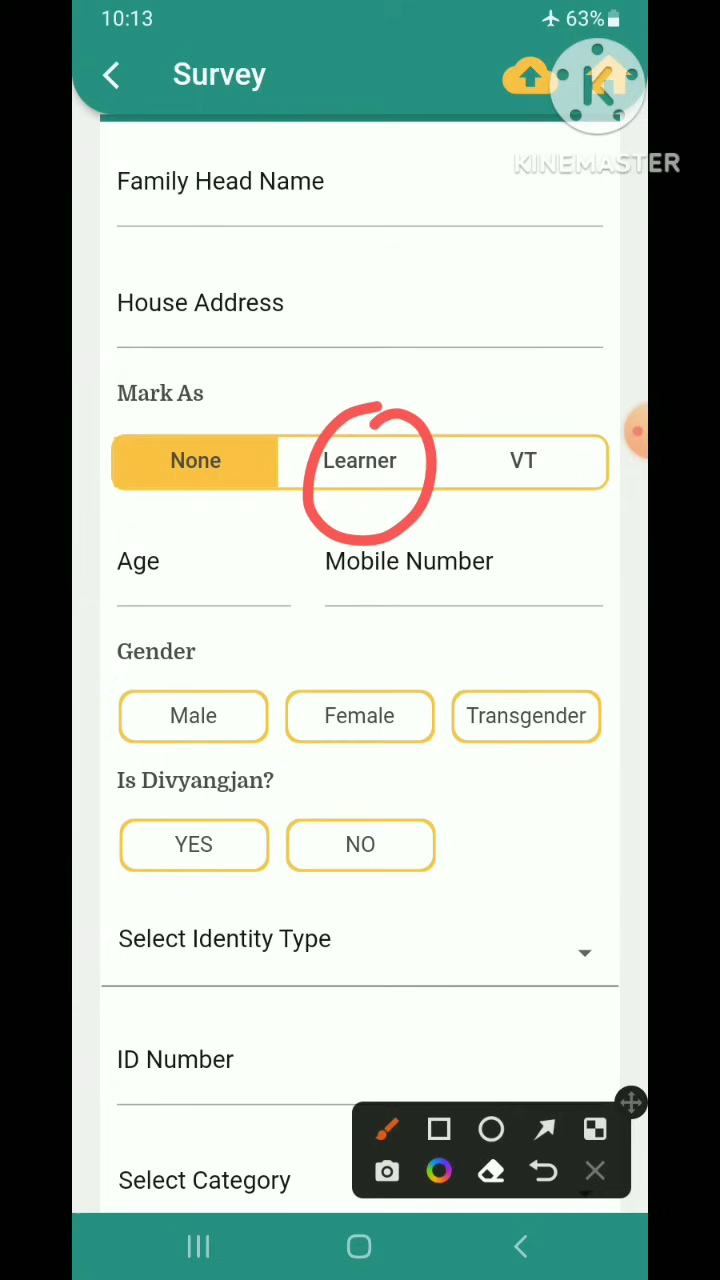 10:13
63%
Survey
KINEMASTER
Family Head Name
House Address
Mark As
None Learner VT
Age Mobile Number
Gender
Male Female Transgender
Is Divyangjan?
YES NO
Select Identity Type
ID Number
Select Category